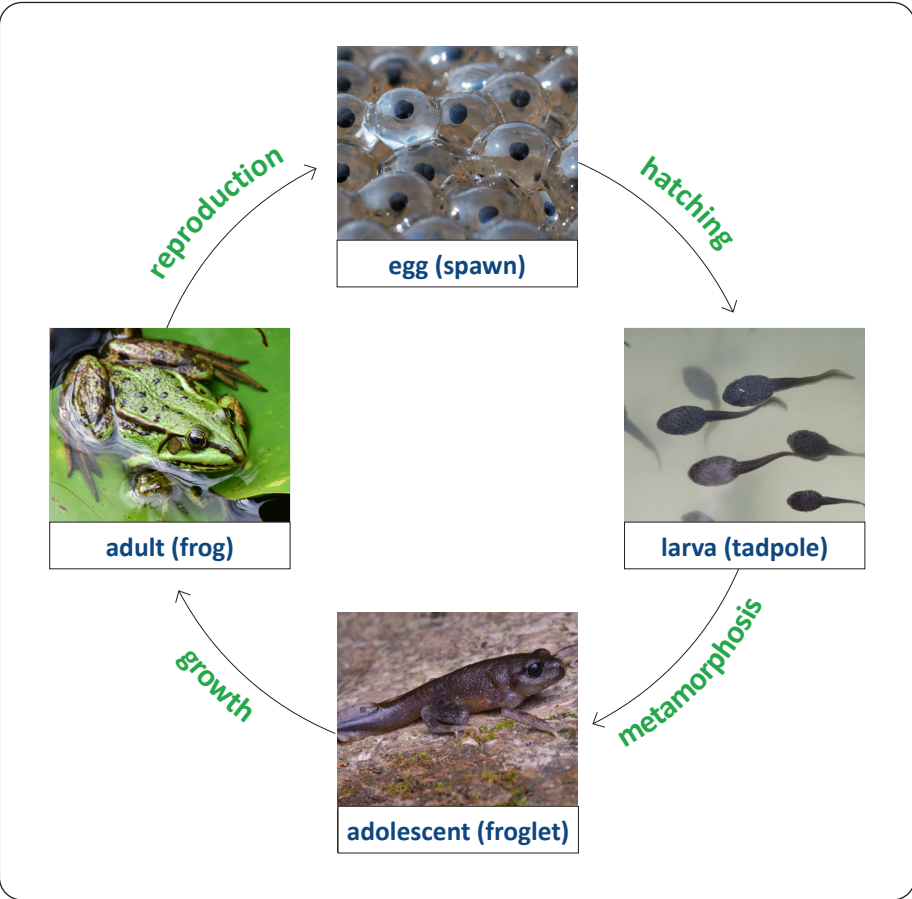 egg (spawn)
hatching
larva (tadpole)
metamorphosis
adolescent (froglet)
growth
adult (frog)
reproduction